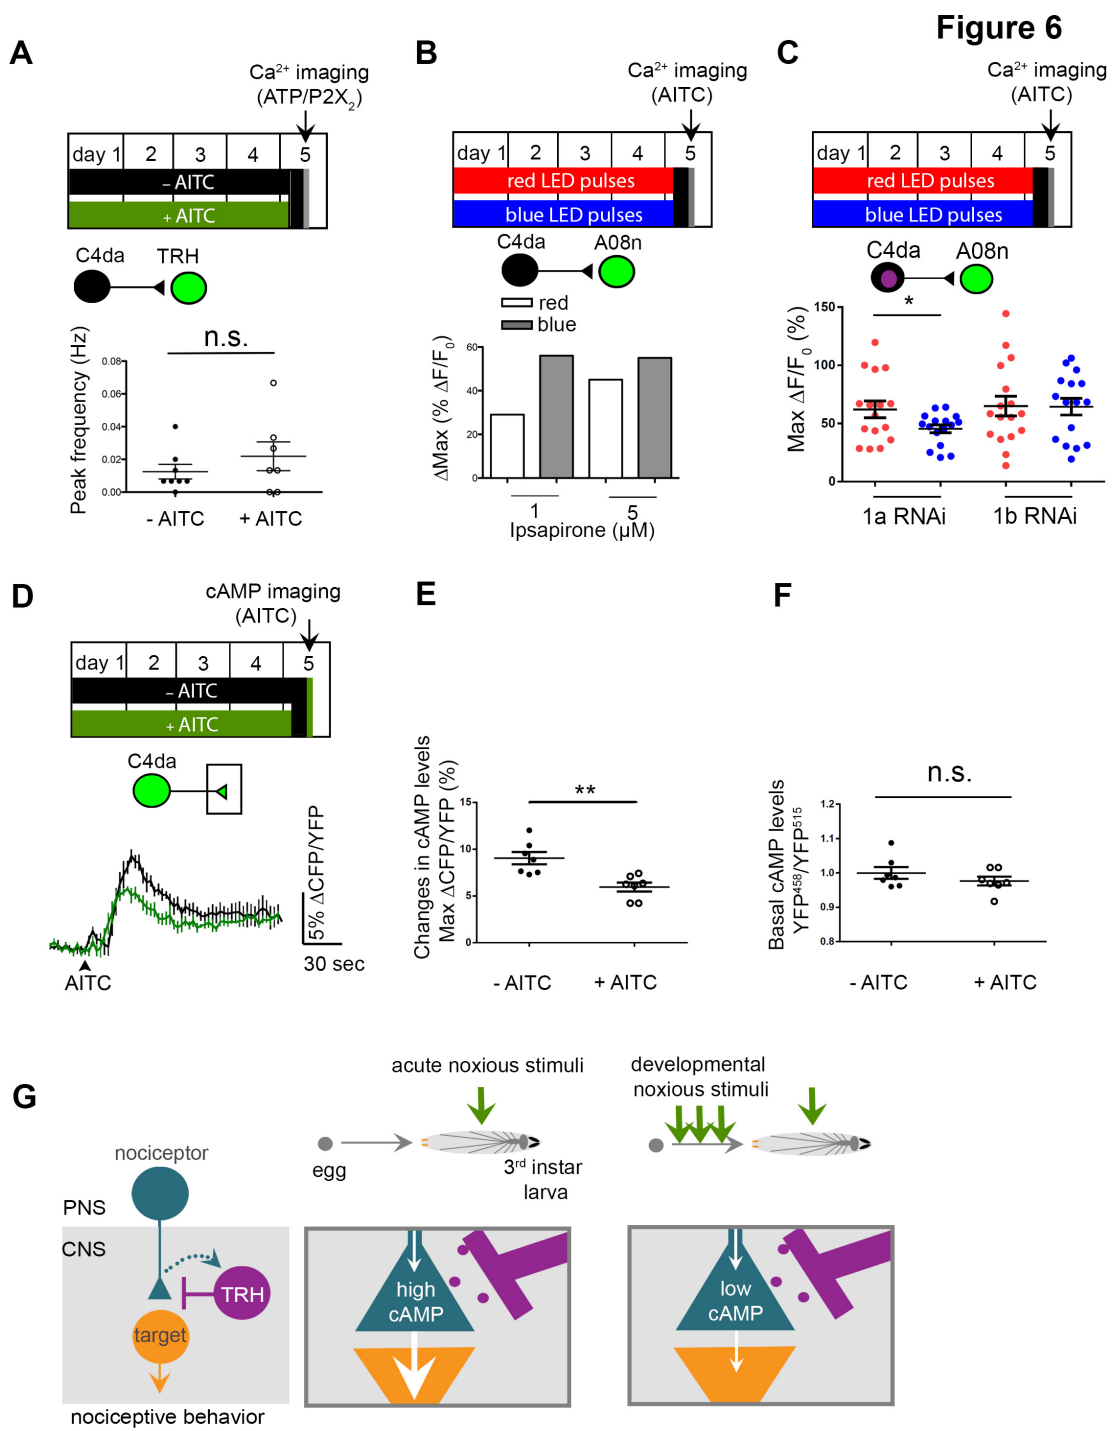 Figure 6
A
Ca2+ imaging
(ATP/P2X2)
day 1 2 3 4 5
– AITC
+ AITC
C4da TRH
n.s.
Peak frequency (Hz)
0.08
0.06
0.04
0.02
0.00
- AITC + AITC
B
Ca2+ imaging
(AITC)
day 1 2 3 4 5
red LED pulses
blue LED pulses
C4da A08n
red
blue
ΔMax (% ΔF/F0)
60
40
20
0
1 5
Ipsapirone (µM)
C
Ca2+ imaging
(AITC)
day 1 2 3 4 5
red LED pulses
blue LED pulses
C4da A08n
*
Max ΔF/F0 (%)
150
100
50
0
1a RNAi 1b RNAi
D
cAMP imaging
(AITC)
day 1 2 3 4 5
– AITC
+ AITC
C4da
5% ΔCFP/YFP
30 sec
AITC
E
Changes in cAMP levels
Max ΔCFP/YFP (%)
**
15
10
5
0
- AITC + AITC
F
n.s.
Basal cAMP levels
YFP458/YFP515
1.2
1.1
1.0
0.9
0.8
- AITC + AITC
G
nociceptor
PNS
CNS
TRH
target
nociceptive behavior
acute noxious stimuli
egg
3rd instar
larva
high
cAMP
developmental
noxious stimuli
low
cAMP